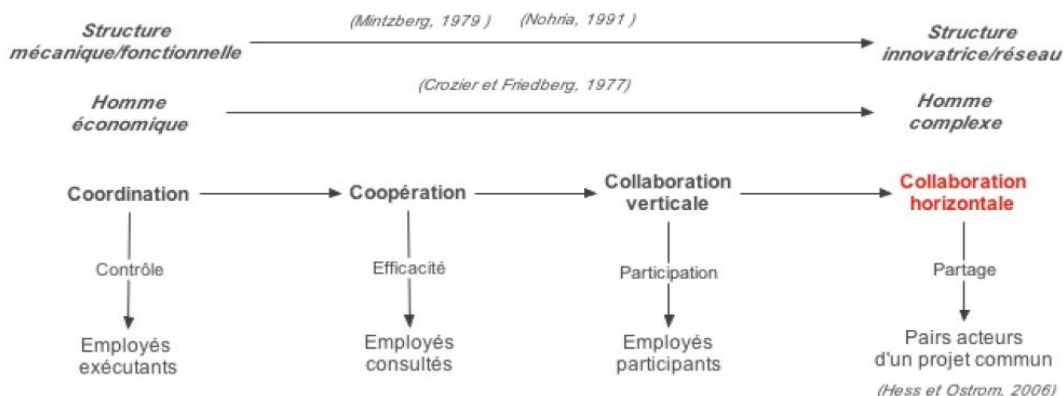 (Mintzberg, 1979) (Nohria, 1991)
Structure
mécanique/fonctionnelle
Structure
innovatrice/réseau
(Crozier et Friedberg, 1977)
Homme
économique
Homme
complexe
Coordination
Coopération
Collaboration
verticale
Collaboration
horizontale
Contrôle
Efficacité
Participation
Partage
Employés
exécutants
Employés
consultés
Employés
participants
Pairs acteurs
d'un projet commun
(Hess et Ostrom, 2006)